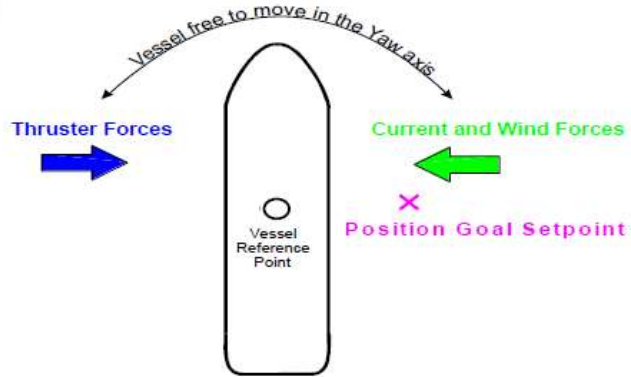 Vessel free to move in the Yaw axis
Thruster Forces
Current and Wind Forces
Position Goal Setpoint
Vessel
Reference
Point